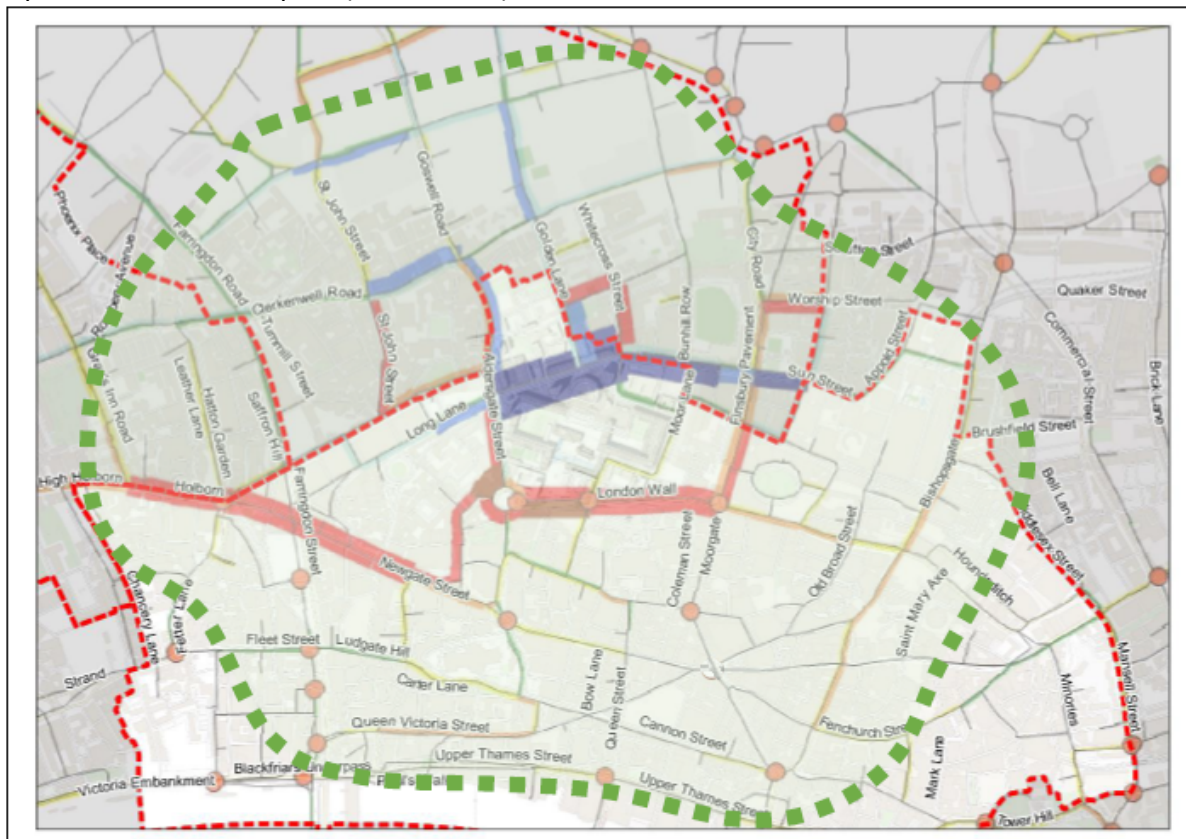 Phoenix Place
Farringdon Road
St. John Street
Goswell Road
Golden Lane
Whitecross Street
City Road
Street
Quaker Street
Avenue
Clerkenwell Road
Turnmill Street
St John Street
Bunhill Row
Worship Street
Appold Street
Commercial Street
Brick Lane
Grays Inn Road
Leather Lane
Hatton Garden
Saffron Hill
Long Lane
Aldersgate Street
Moor Lane
Finsbury Pavement
Sun Street
Brushfield Street
Bell Lane
High Holborn
Holborn
Farringdon Street
London Wall
Bishopsgate
Middlesex Street
Newgate Street
Coleman Street
Moorgate
Old Broad Street
Houndsditch
Saint Mary Axe
Chancery Lane
Fetter Lane
Fleet Street
Ludgate Hill
Strand
Carter Lane
Bow Lane
Queen Street
Minories
Mansell Street
Queen Victoria Street
Cannon Street
Fenchurch Stre
Upper Thames Street
Mark Lane
Victoria Embankment
Blackfriars Underpass
Upper Thames Street
Tower Hill